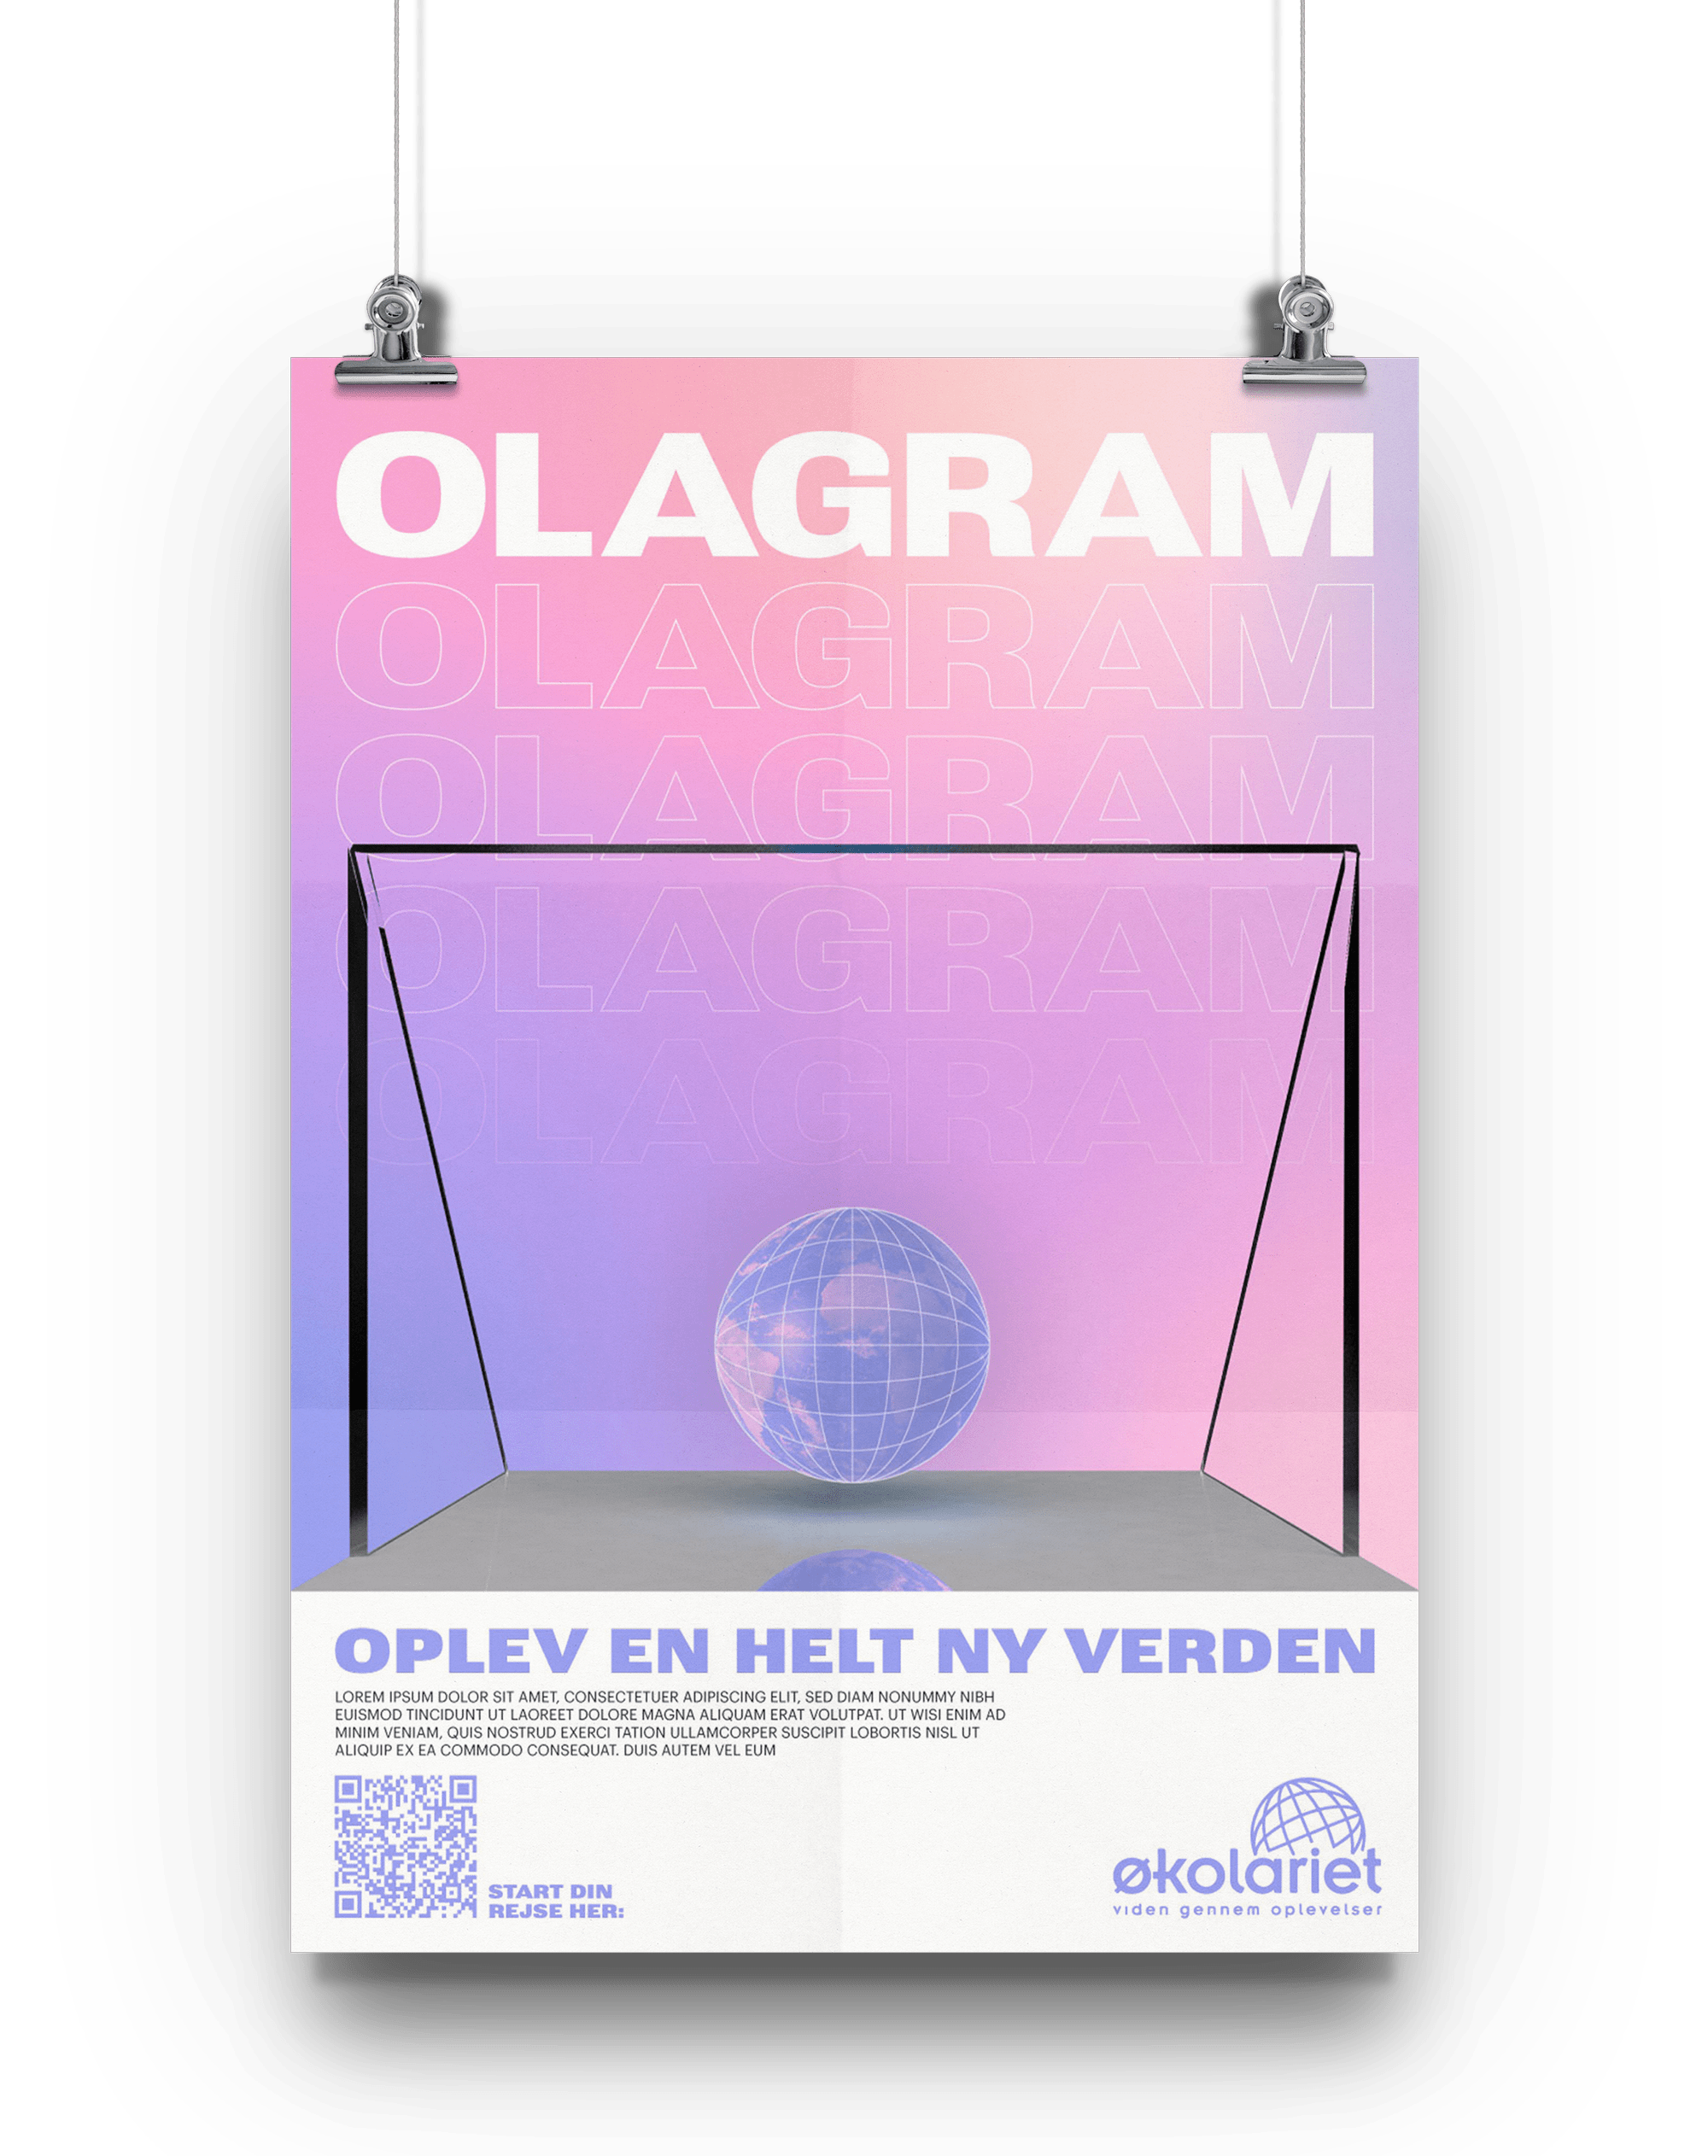 OLAGRAM
OLAGRAM
OLAGRAM
OLAGRAM
OLAGRAM
OPLEV EN HELT NY VERDEN
LOREM IPSUM DOLOR SIT AMET, CONSECTETUER ADIPISCING ELIT, SED DIAM NONUMMY NIBH
EUISMOD TINCIDUNT UT LAOREET DOLORE MAGNA ALIQUAM ERAT VOLUTPAT. UT WISI ENIM AD
MINIM VENIAM, QUIS NOSTRUD EXERCI TATION ULLAMCORPER SUSCIPIT LOBORTIS NISL UT
ALIQUIP EX EA COMMODO CONSEQUAT. DUIS AUTEM VEL EUM
START DIN
REJSE HER:
økolariet
viden gennem oplevelser